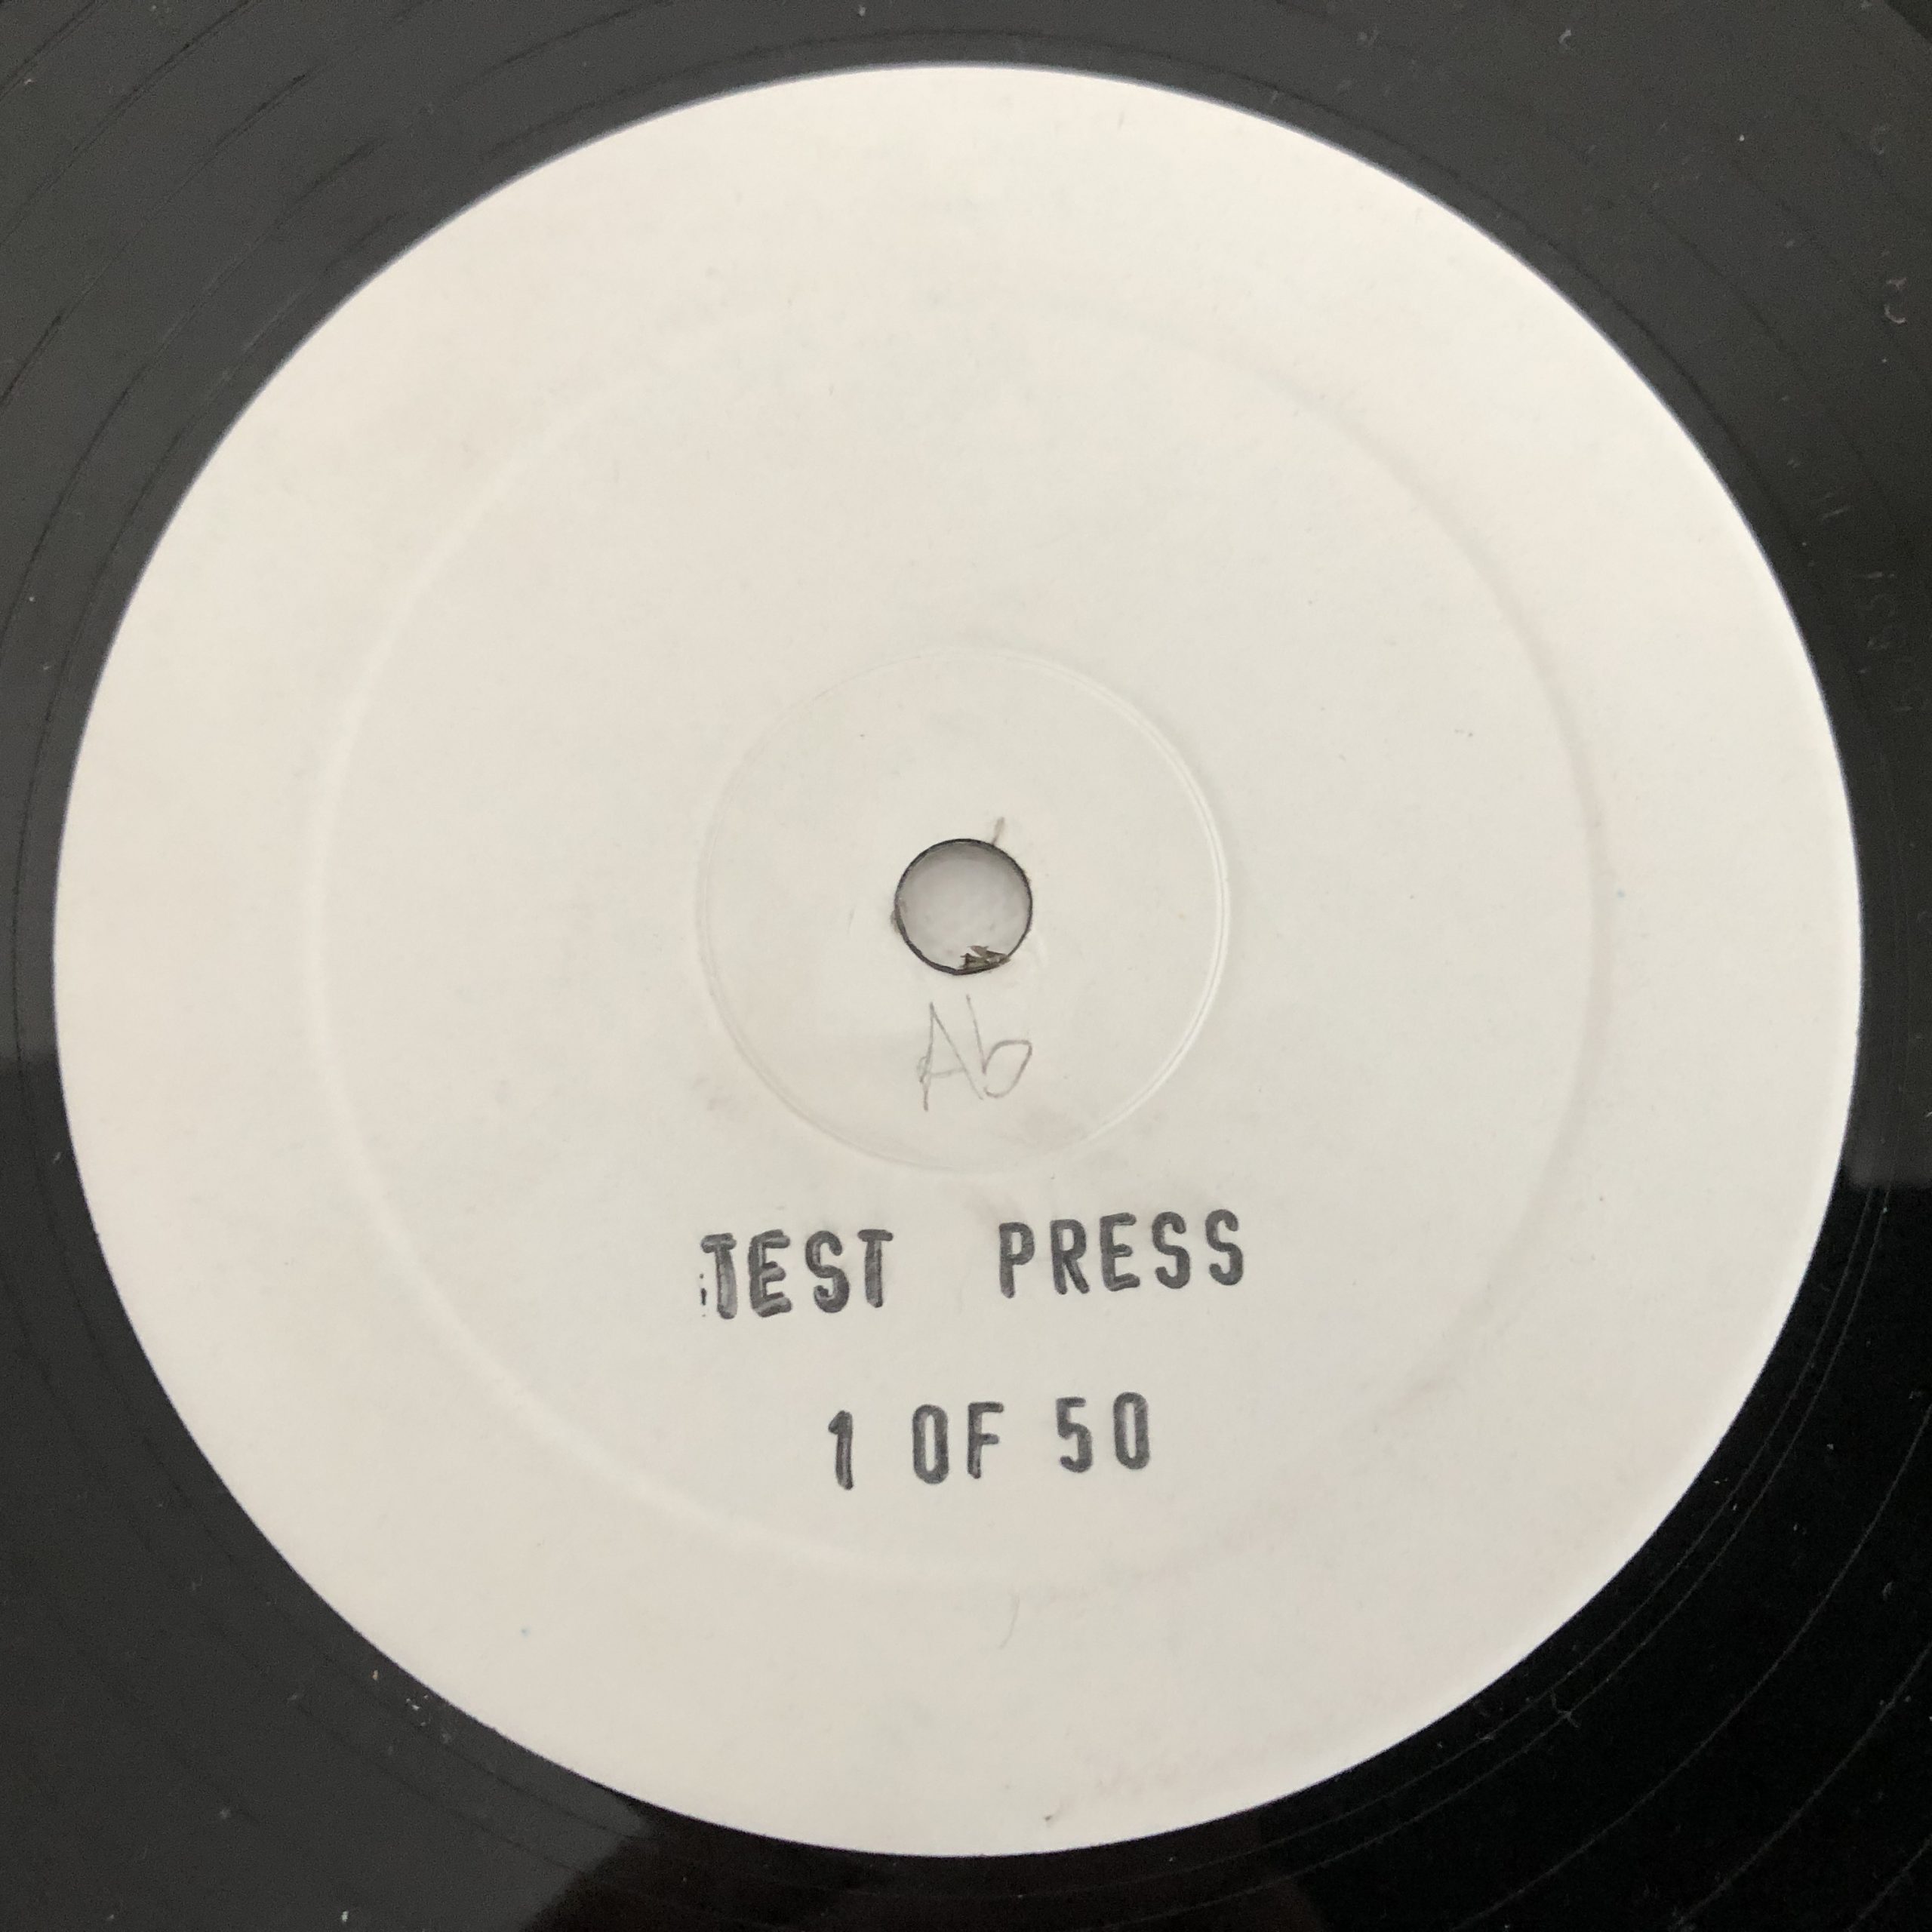 Ab
TEST PRESS
1 OF 50